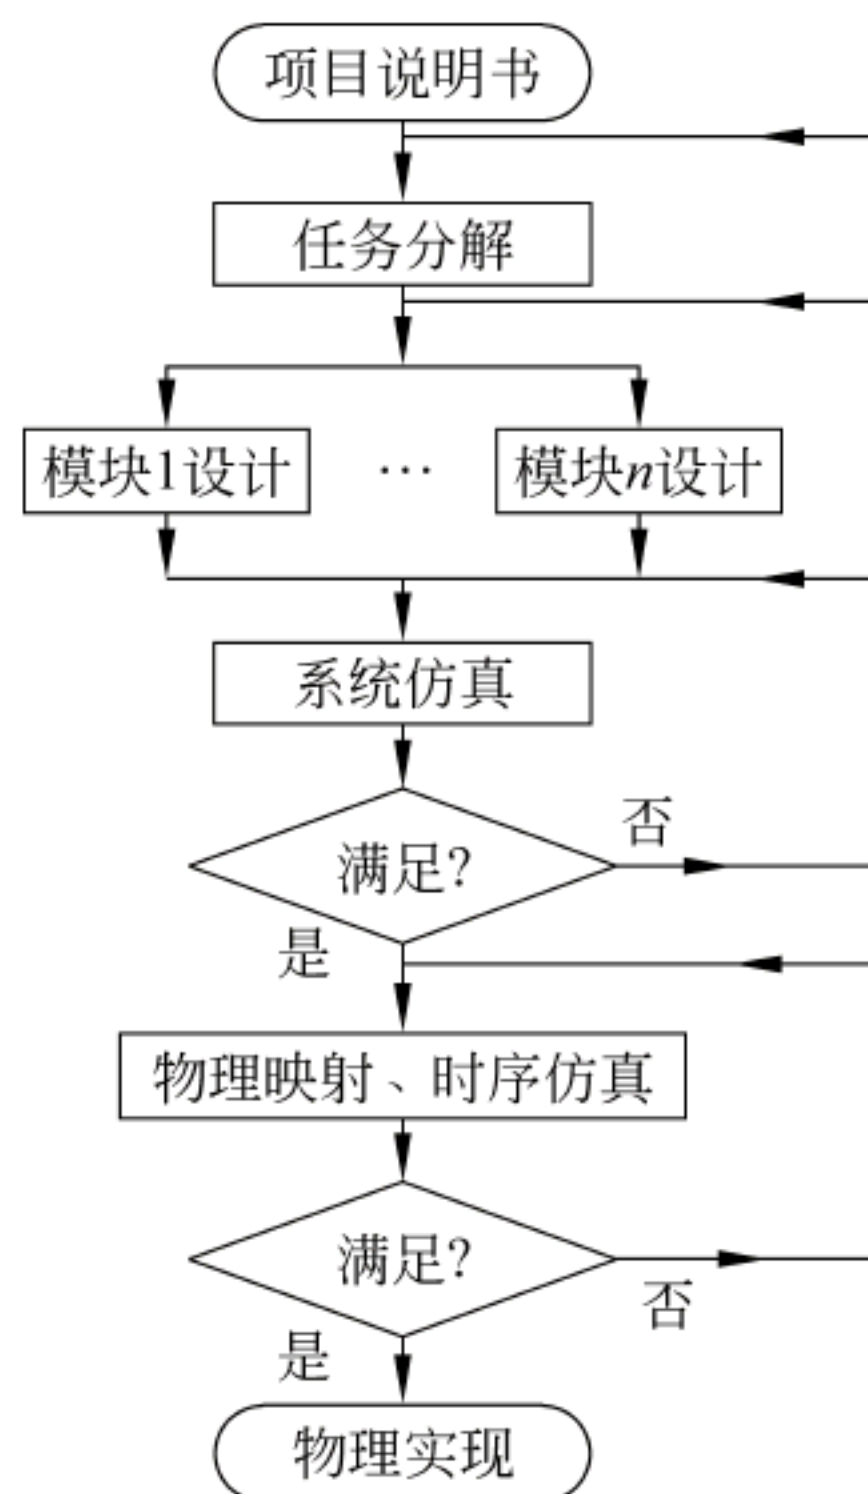 项目说明书
任务分解
模块1设计 … 模块n设计
系统仿真
满足?
否
是
物理映射、时序仿真
满足?
否
是
物理实现